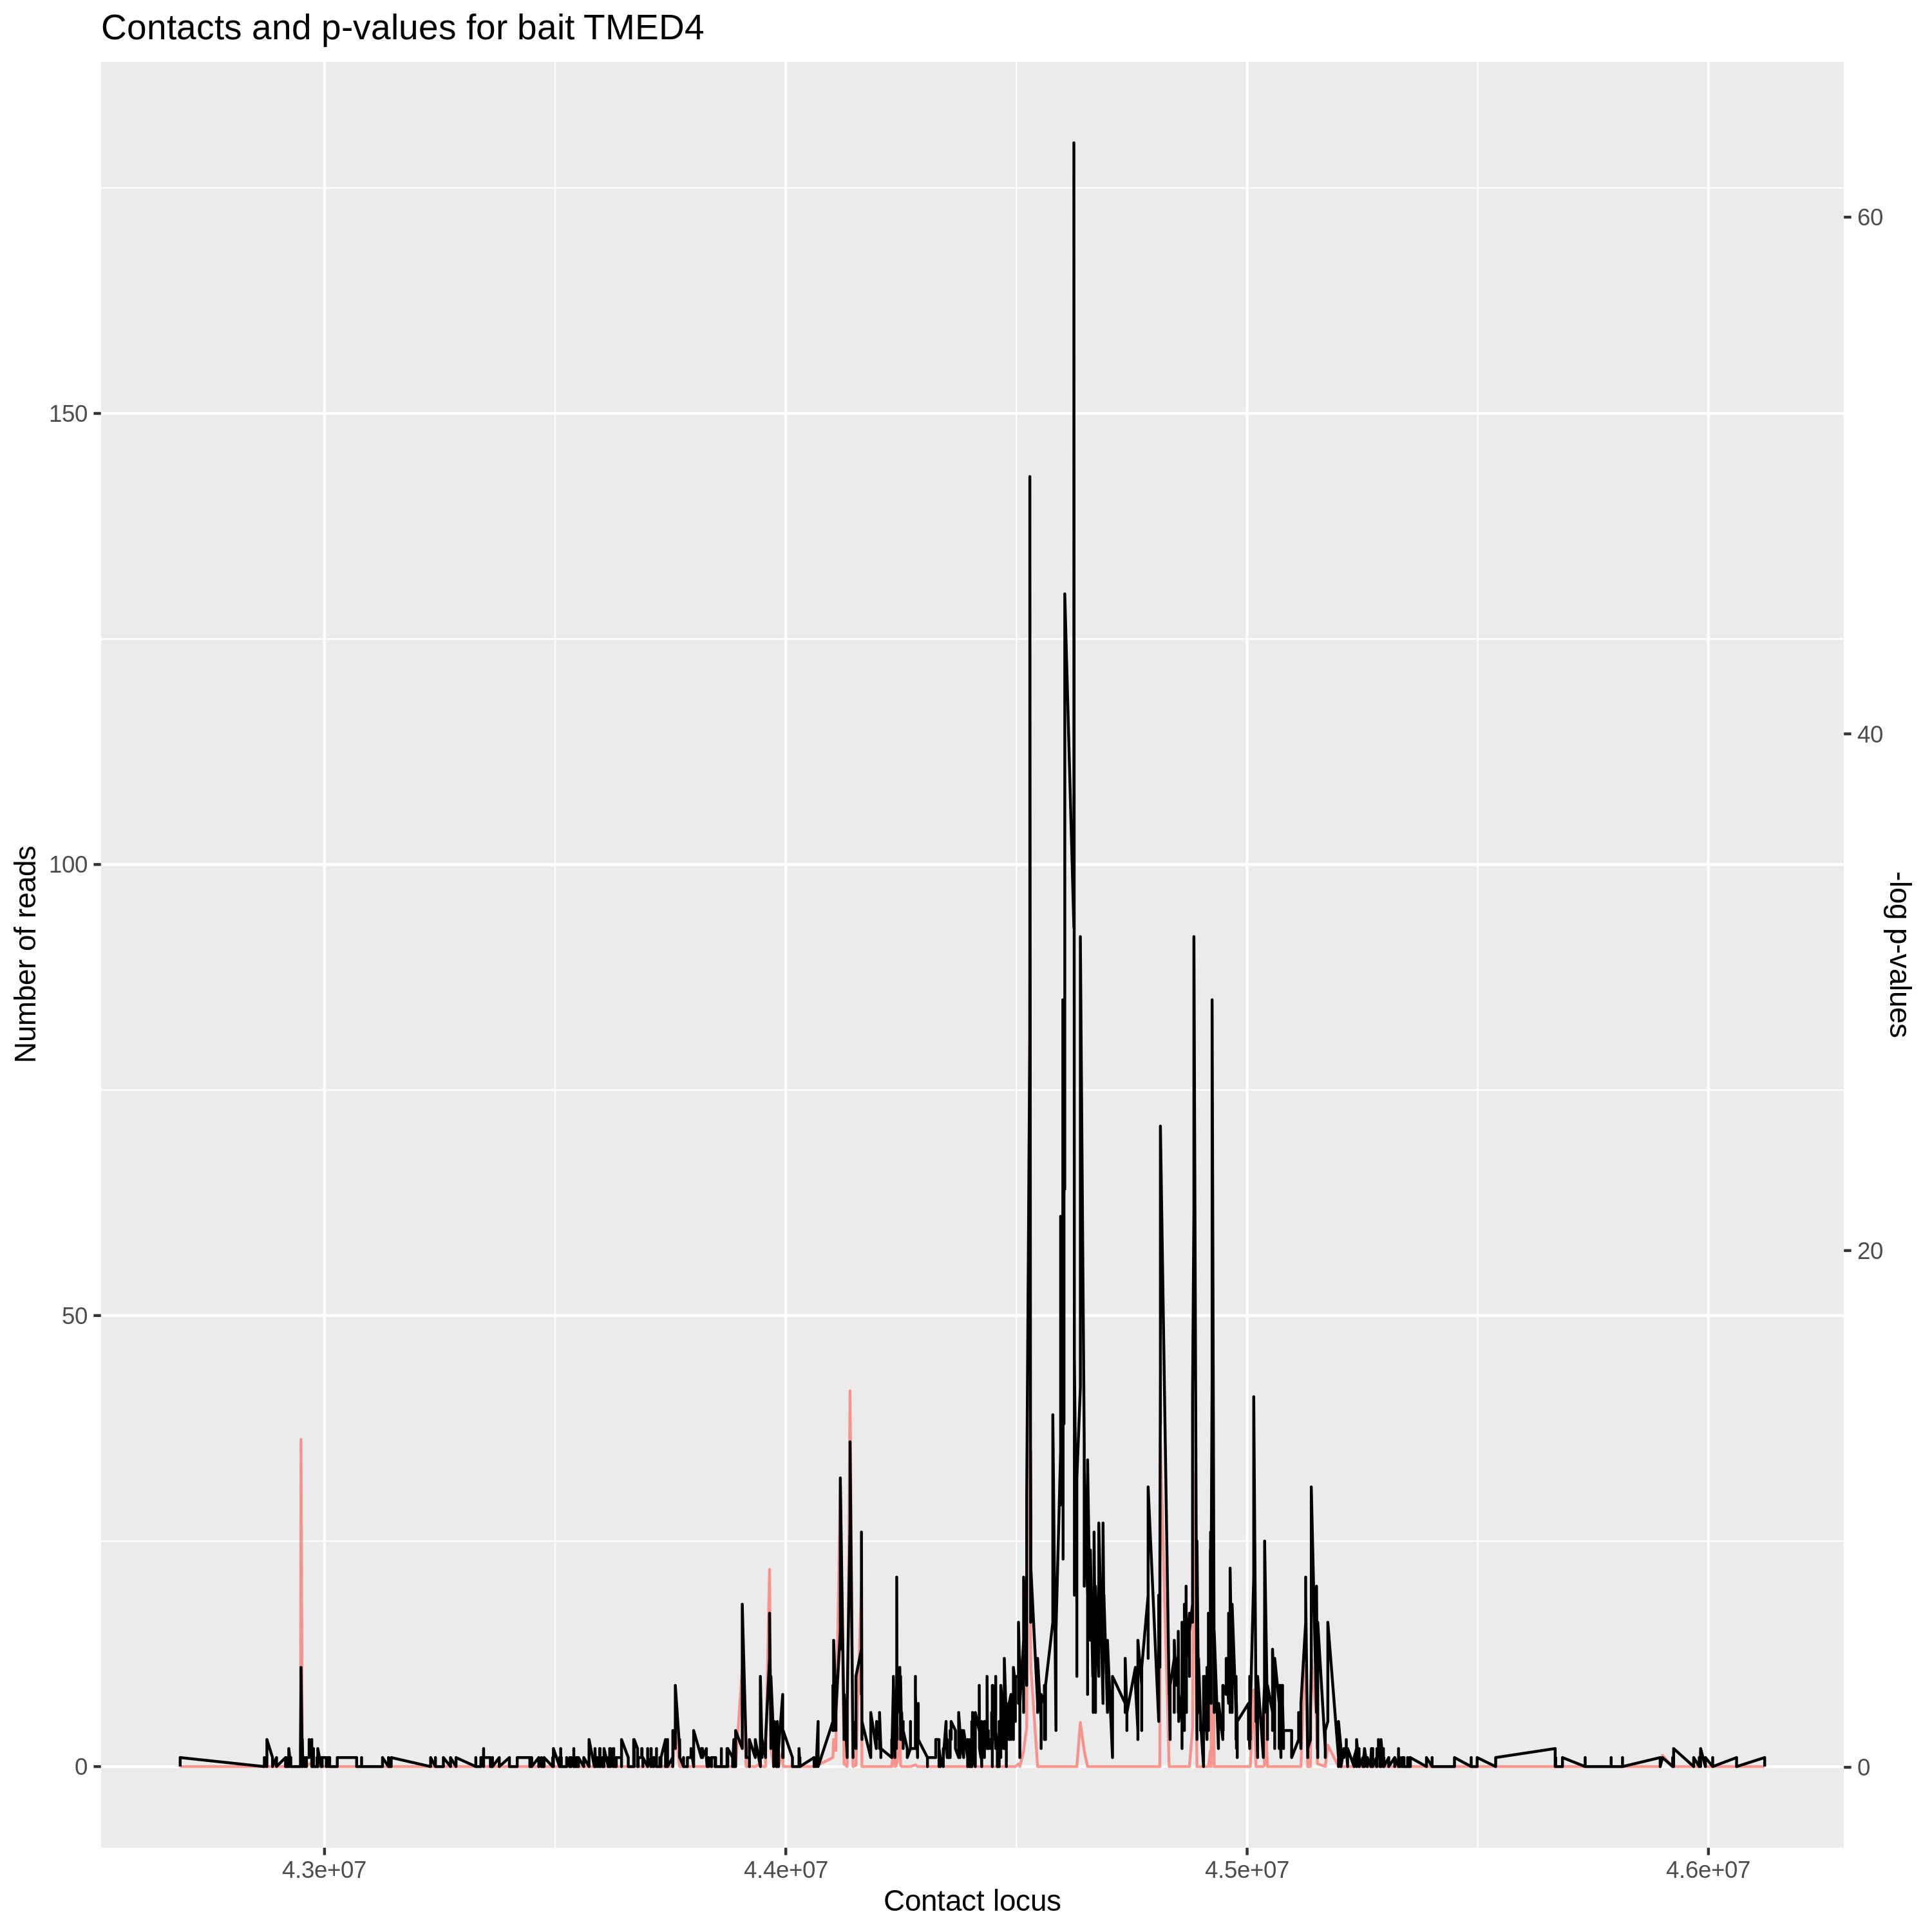 Contacts and p-values for bait TMED4
Number of reads
150
100
50
0
60
40
20
0
-log p-values
4.3e+07
4.4e+07
4.5e+07
4.6e+07
Contact locus